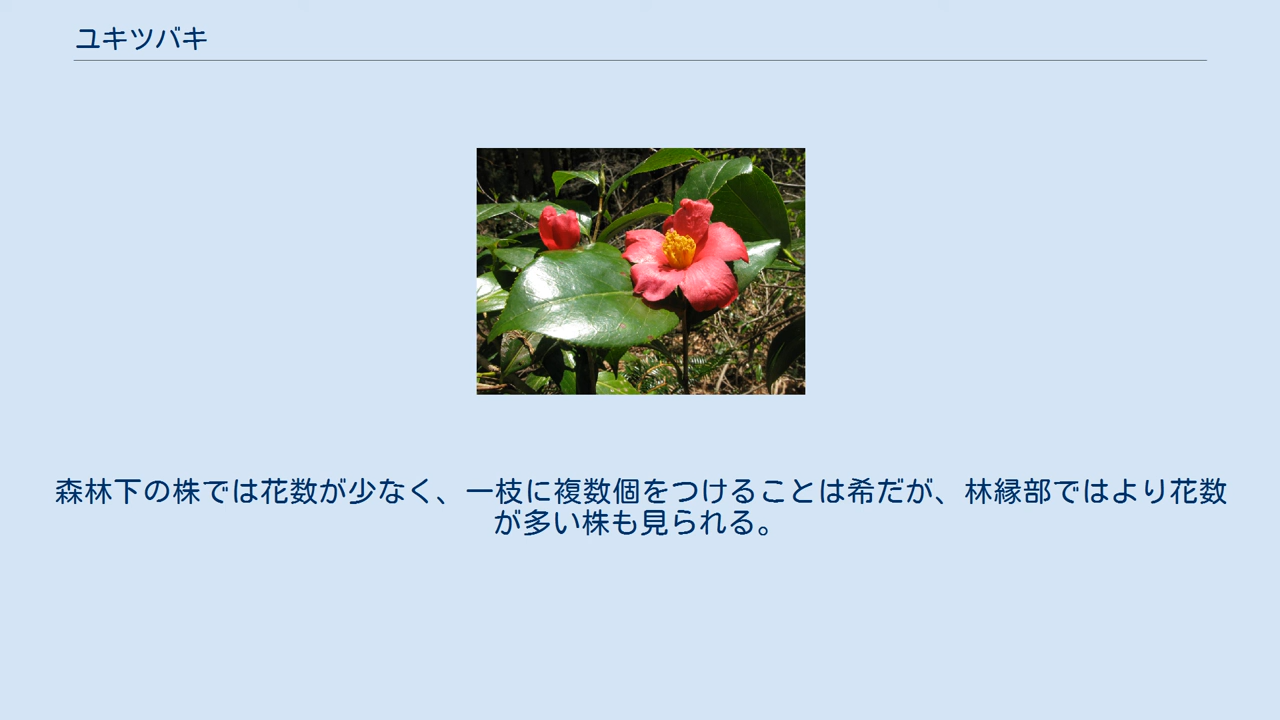 ユキツバキ
森林下の株では花数が少なく、一枝に複数個をつけることは希だが、林縁部ではより花数
が多い株も見られる。